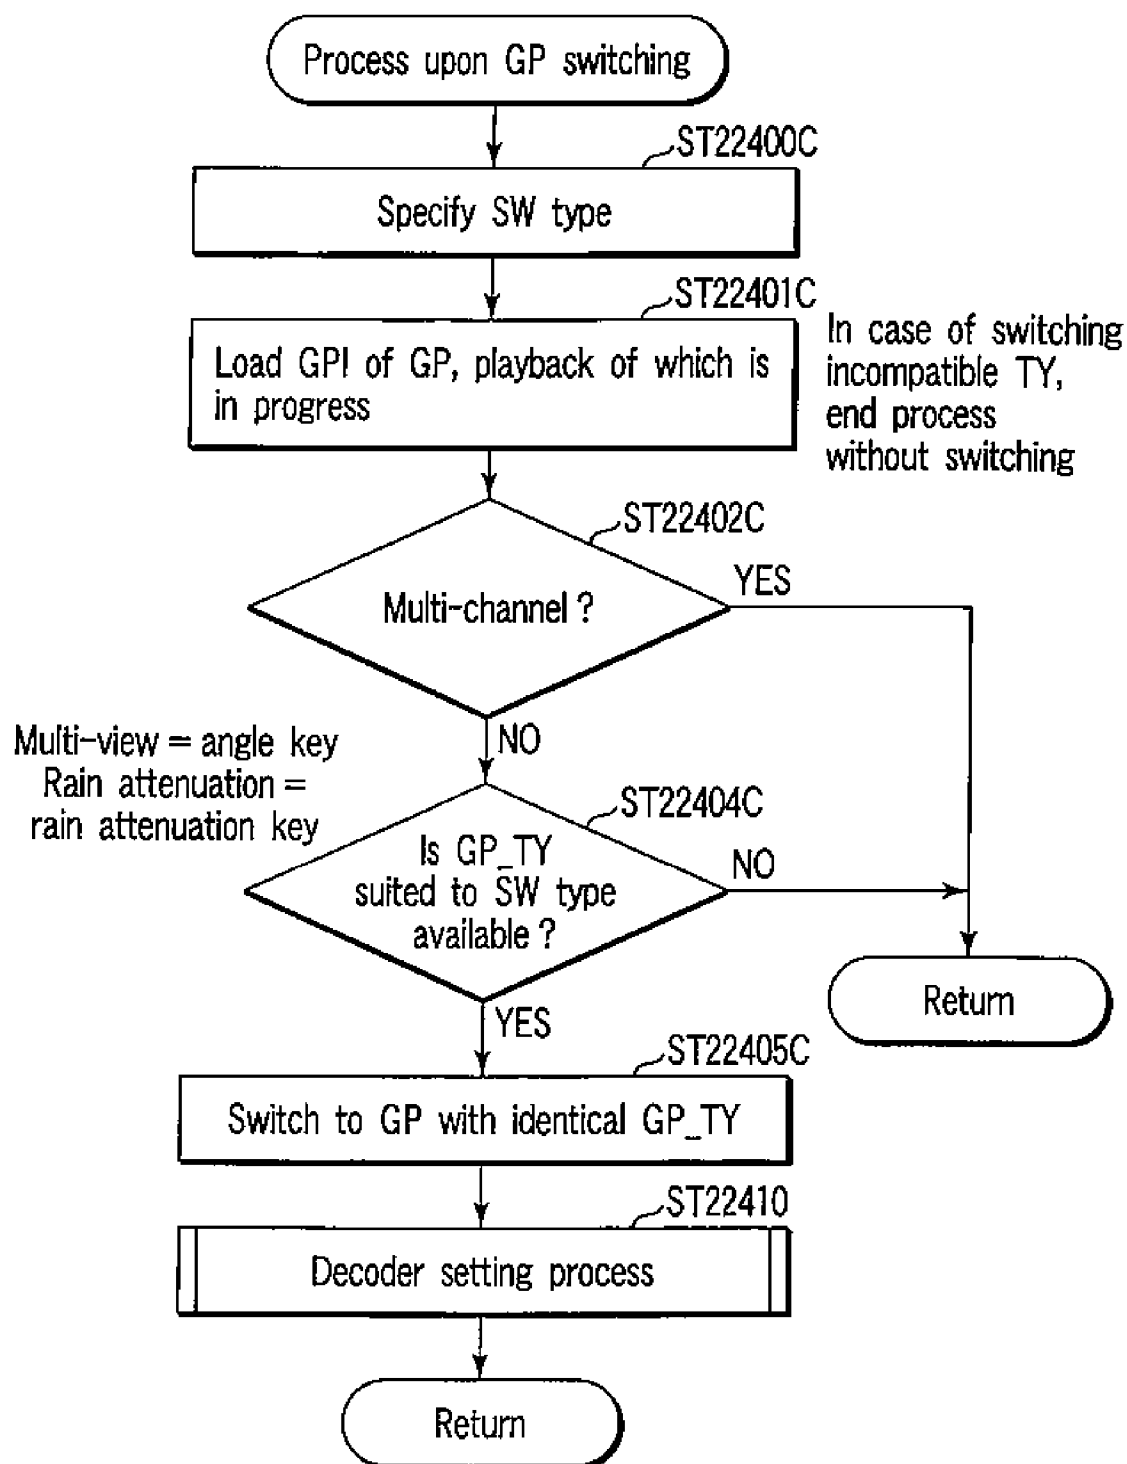 Process upon GP switching
ST22400C
Specify SW type
ST22401C
Load GPI of GP, playback of which is
in progress
In case of switching
incompatible TY,
end process
without switching
ST22402C
Multi-channel ?
YES
NO
Multi-view = angle key
Rain attenuation =
rain attenuation key
ST22404C
Is GP_TY
suited to SW type
available ?
NO
Return
YES
ST22405C
Switch to GP with identical GP_TY
ST22410
Decoder setting process
Return